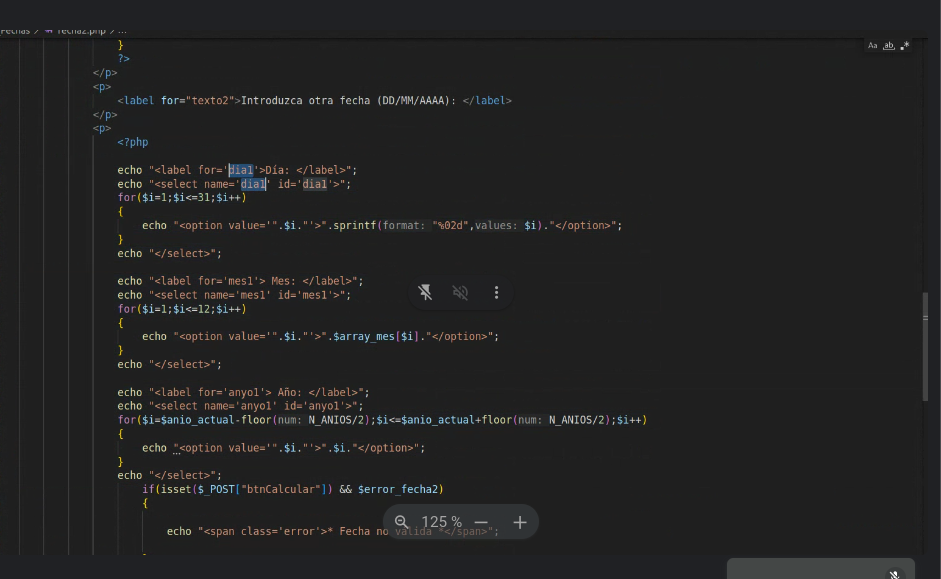 Fechas > fecha2.php > ...
Aa ab .*
}
?>
</p>
<p>
<label for="texto2">Introduzca otra fecha (DD/MM/AAAA): </label>
</p>
<p>
<?php
echo "<label for='dia1'>Día: </label>";
echo "<select name='dia1' id='dia1'>";
for($i=1;$i<=31;$i++)
{
echo "<option value='".$i."'>".sprintf(format: "%02d",values: $i)."</option>";
}
echo "</select>";
echo "<label for='mes1'> Mes: </label>";
echo "<select name='mes1' id='mes1'>";
for($i=1;$i<=12;$i++)
{
echo "<option value='".$i."'>".$array_mes[$i]."</option>";
}
echo "</select>";
echo "<label for='anyo1'> Año: </label>";
echo "<select name='anyo1' id='anyo1'>";
for($i=$anio_actual-floor(num: N_ANIOS/2);$i<=$anio_actual+floor(num: N_ANIOS/2);$i++)
{
echo "<option value='".$i."'>".$i."</option>";
}
echo "</select>";
if(isset($_POST["btnCalcular"]) && $error_fecha2)
{
125 %
echo "<span class='error'>* Fecha no válida *</span>";